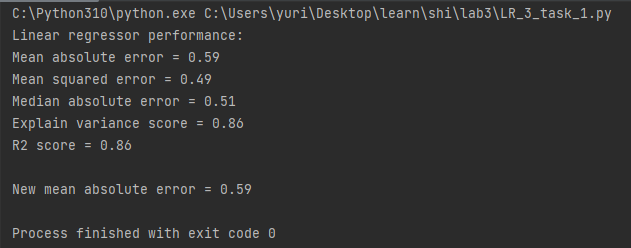 C:\Python310\python.exe C:\Users\yuri\Desktop\learn\shi\lab3\LR_3_task_1.py
Linear regressor performance:
Mean absolute error = 0.59
Mean squared error = 0.49
Median absolute error = 0.51
Explain variance score = 0.86
R2 score = 0.86
New mean absolute error = 0.59
Process finished with exit code 0